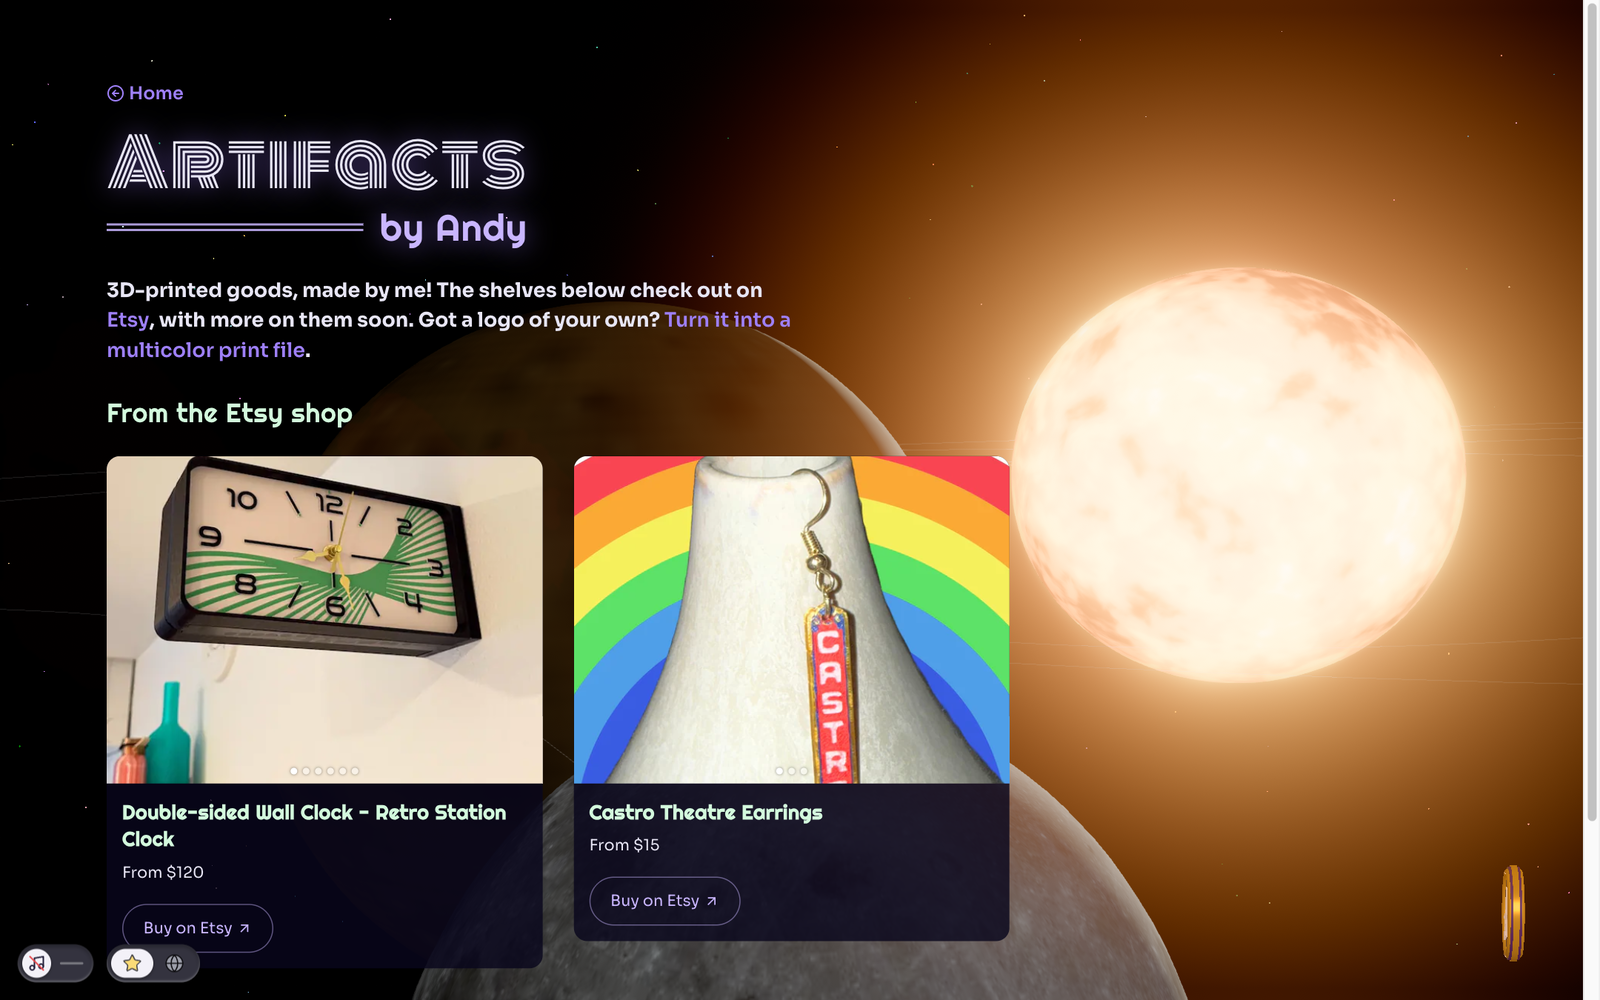 Home
Artifacts
by Andy
3D-printed goods, made by me! The shelves below check out on
Etsy, with more on them soon. Got a logo of your own? Turn it into a
multicolor print file.
From the Etsy shop
10 12 2
9 3
8 6 4
CASTR
Double-sided Wall Clock - Retro Station
Clock
From $120
Buy on Etsy ↗
Castro Theatre Earrings
From $15
Buy on Etsy ↗